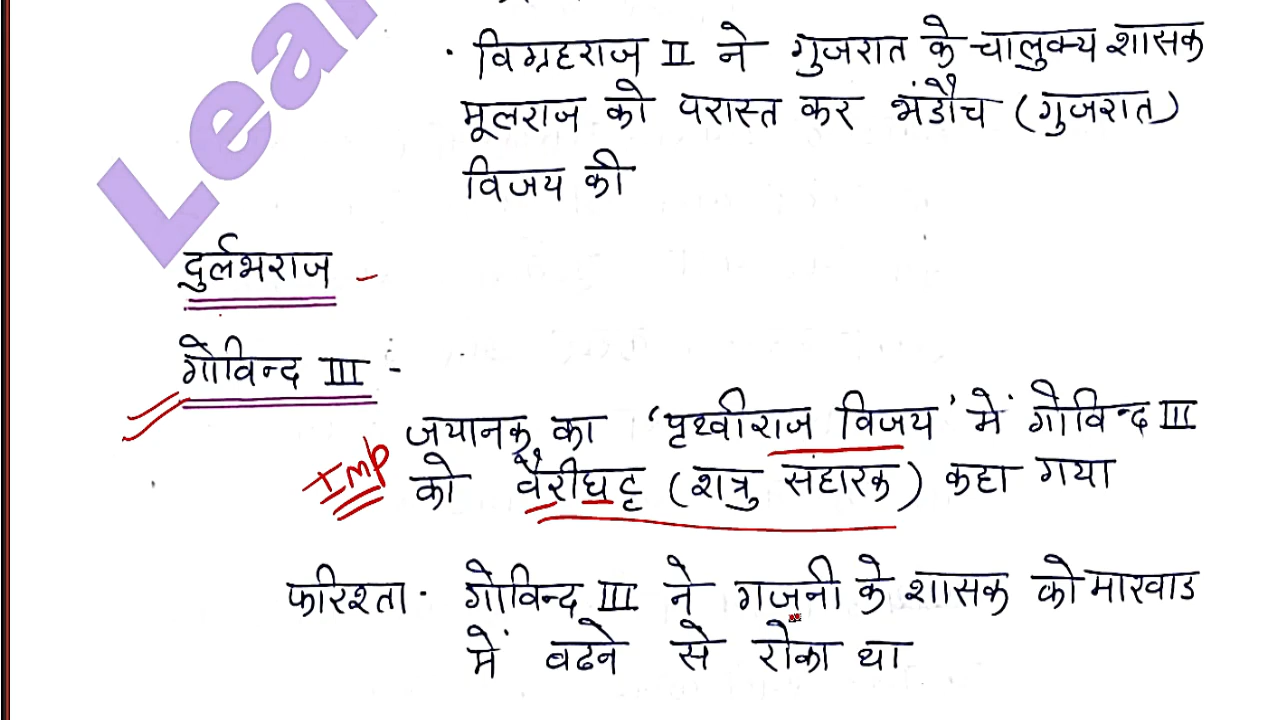 Lear
· विग्रहराज II ने गुजरात के चालुक्य शासक
मूलराज को परास्त कर भंडौच (गुजरात)
विजय की
दुर्लभराज -
गोविन्द III -
जयानक का 'पृथ्वीराज विजय' में गोविन्द III
Imp को वैरीघट्ट (शत्रु संहारक) कहा गया
फरिश्ता · गोविन्द III ने गजनी के शासक को मारवाड
में बढने से रोका था